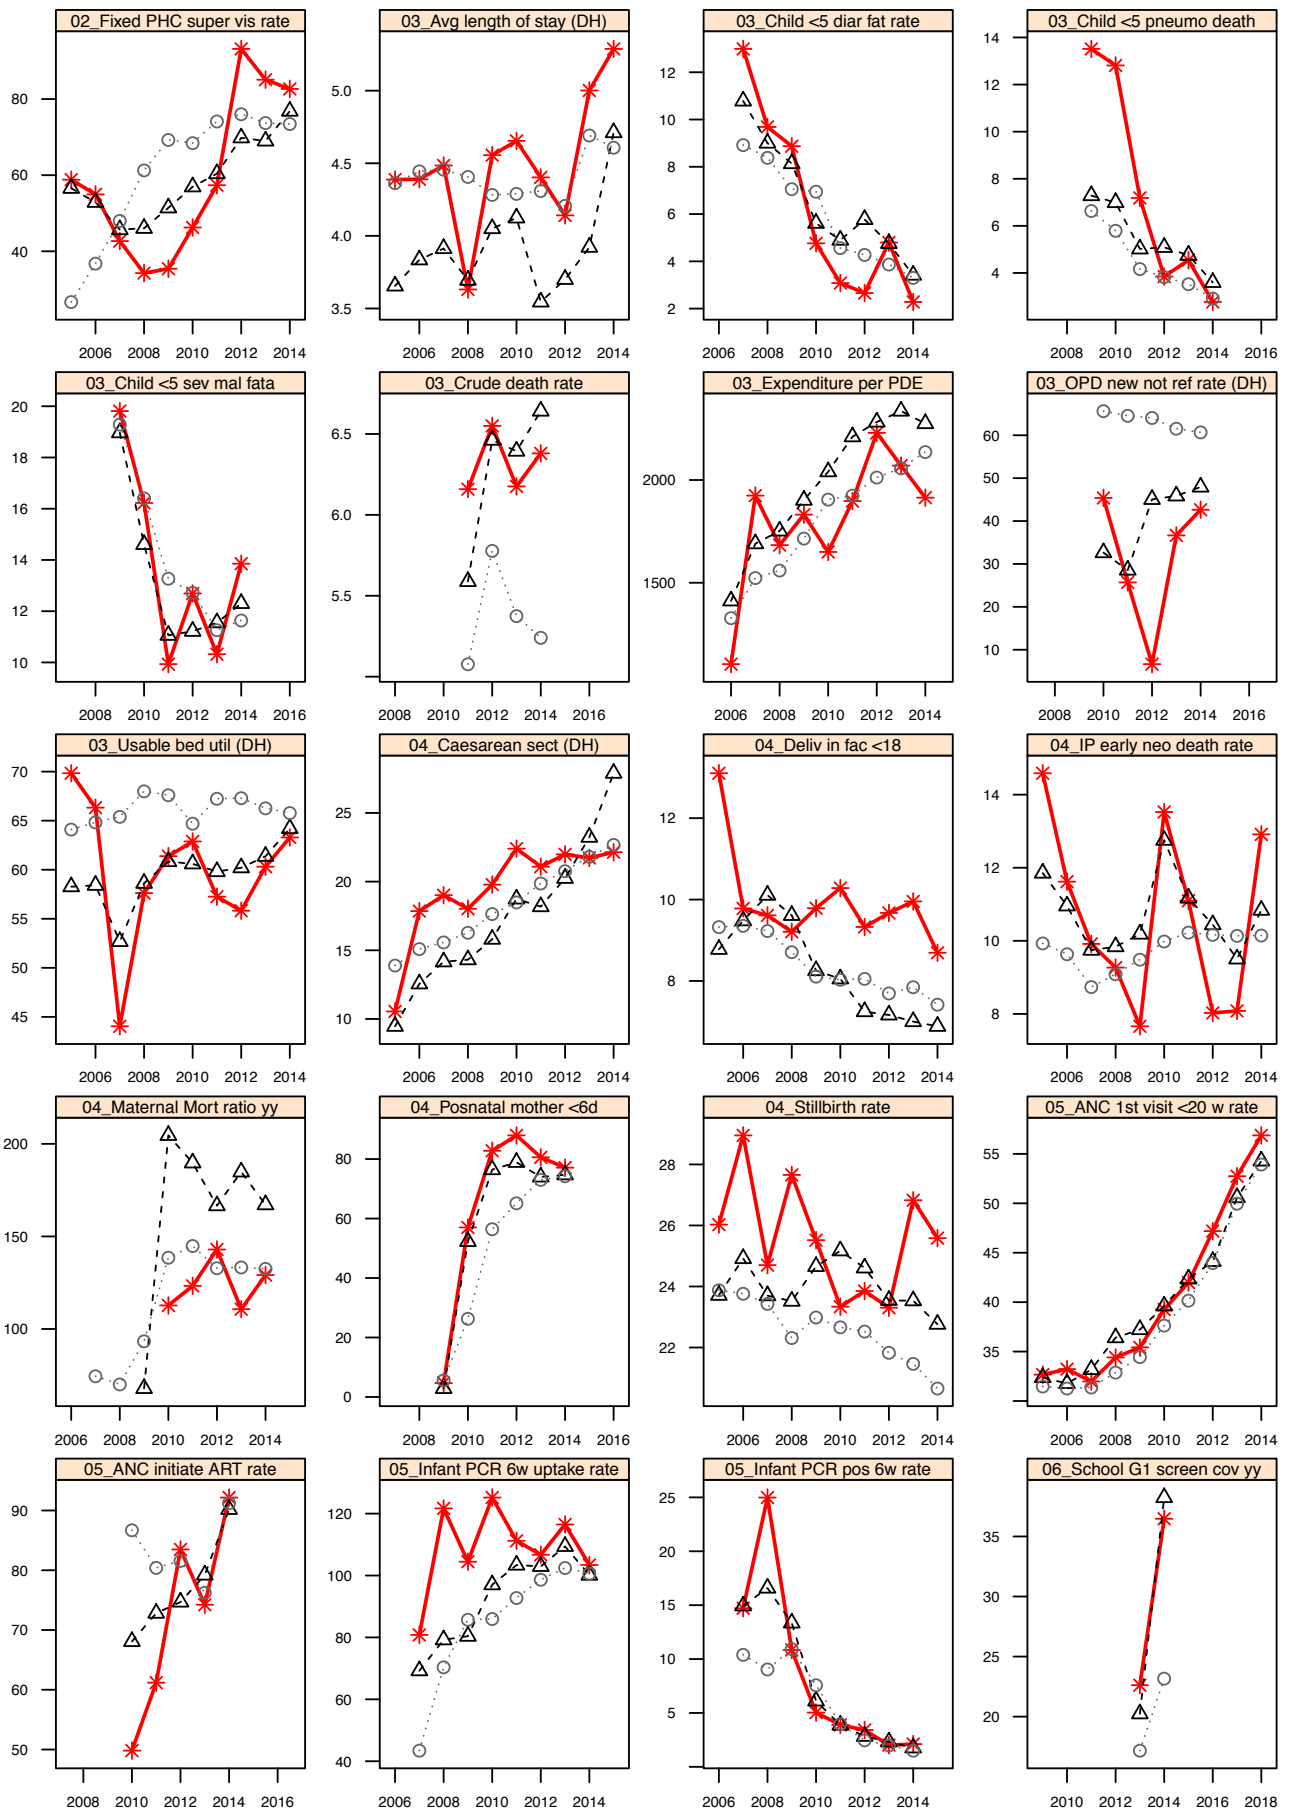 02_Fixed PHC super vis rate
03_Avg length of stay (DH)
03_Child <5 diar fat rate
03_Child <5 pneumo death
80
60
40
5.0
4.5
4.0
3.5
12
10
8
6
4
2
14
12
10
8
6
4
2006 2008 2010 2012 2014
2006 2008 2010 2012 2014
2006 2008 2010 2012 2014
2008 2010 2012 2014 2016
03_Child <5 sev mal fata
03_Crude death rate
03_Expenditure per PDE
03_OPD new not ref rate (DH)
20
18
16
14
12
10
6.5
6.0
5.5
2000
1500
60
50
40
30
20
10
2008 2010 2012 2014 2016
2008 2010 2012 2014 2016
2006 2008 2010 2012 2014
2008 2010 2012 2014 2016
03_Usable bed util (DH)
04_Caesarean sect (DH)
04_Deliv in fac <18
04_IP early neo death rate
70
65
60
55
50
45
25
20
15
10
12
10
8
14
12
10
8
2006 2008 2010 2012 2014
2006 2008 2010 2012 2014
2006 2008 2010 2012 2014
2006 2008 2010 2012 2014
04_Maternal Mort ratio yy
04_Posnatal mother <6d
04_Stillbirth rate
05_ANC 1st visit <20 w rate
200
150
100
80
60
40
20
0
28
26
24
22
55
50
45
40
35
2006 2008 2010 2012 2014
2008 2010 2012 2014 2016
2006 2008 2010 2012 2014
2006 2008 2010 2012 2014
05_ANC initiate ART rate
05_Infant PCR 6w uptake rate
05_Infant PCR pos 6w rate
06_School G1 screen cov yy
90
80
70
60
50
120
100
80
60
40
25
20
15
10
5
35
30
25
20
2008 2010 2012 2014 2016
2006 2008 2010 2012 2014
2006 2008 2010 2012 2014
2010 2012 2014 2016 2018